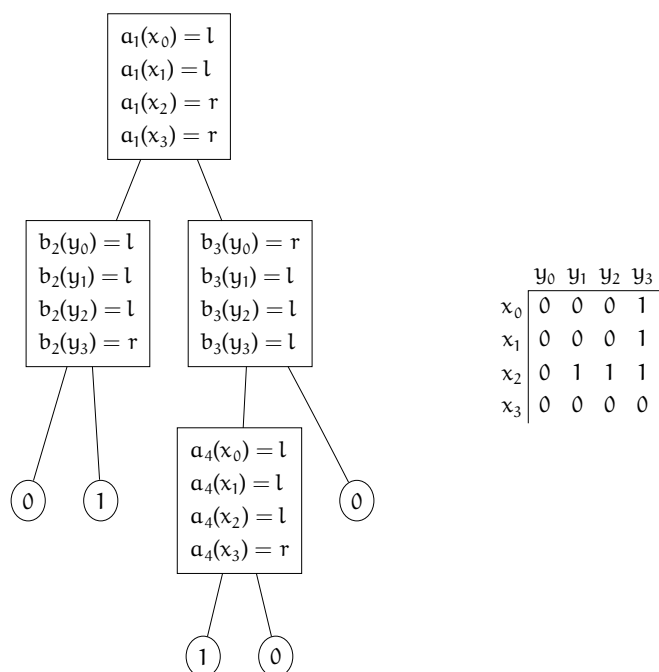 a₁(x₀) = l
a₁(x₁) = l
a₁(x₂) = r
a₁(x₃) = r
b₂(y₀) = l
b₂(y₁) = l
b₂(y₂) = l
b₂(y₃) = r
b₃(y₀) = r
b₃(y₁) = l
b₃(y₂) = l
b₃(y₃) = l
a₄(x₀) = l
a₄(x₁) = l
a₄(x₂) = l
a₄(x₃) = r
0
1
0
1
0
y₀ y₁ y₂ y₃
x₀ 0 0 0 1
x₁ 0 0 0 1
x₂ 0 1 1 1
x₃ 0 0 0 0